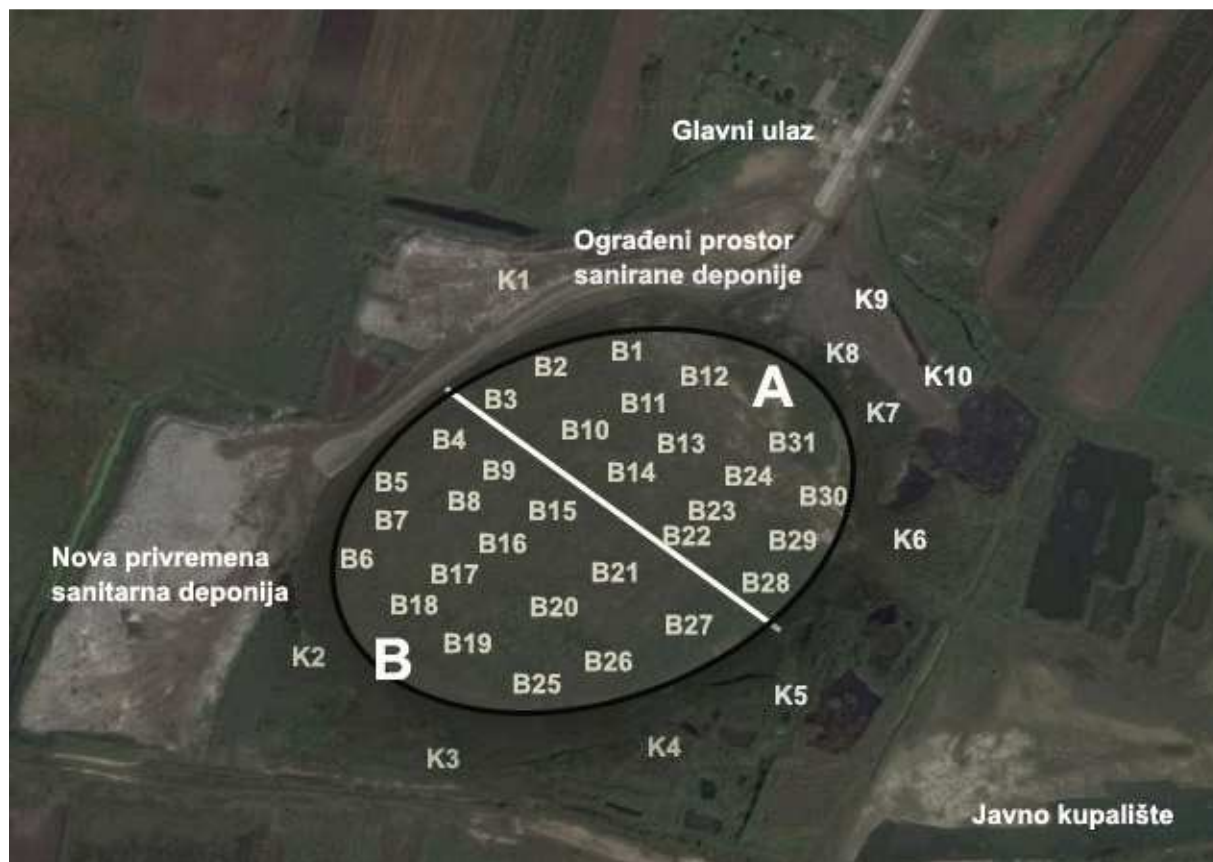 Glavni ulaz
Ograđeni prostor
sanirane deponije
K1
K9
B1
K8
B2
B12
A
K10
B3
B11
K7
B10
B4
B13
B31
B9
B14
B24
B5
B8
B30
B15
B23
B7
B22
B16
B29
K6
Nova privremena
sanitarna deponija
B6
B17
B21
B28
B18
B20
B27
B19
K2
B
B26
B25
K5
K4
K3
Javno kupalište